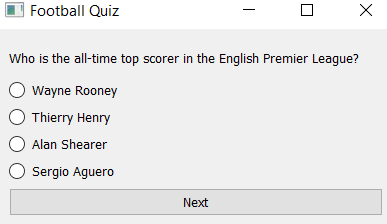 Football Quiz
Who is the all-time top scorer in the English Premier League?
Wayne Rooney
Thierry Henry
Alan Shearer
Sergio Aguero
Next